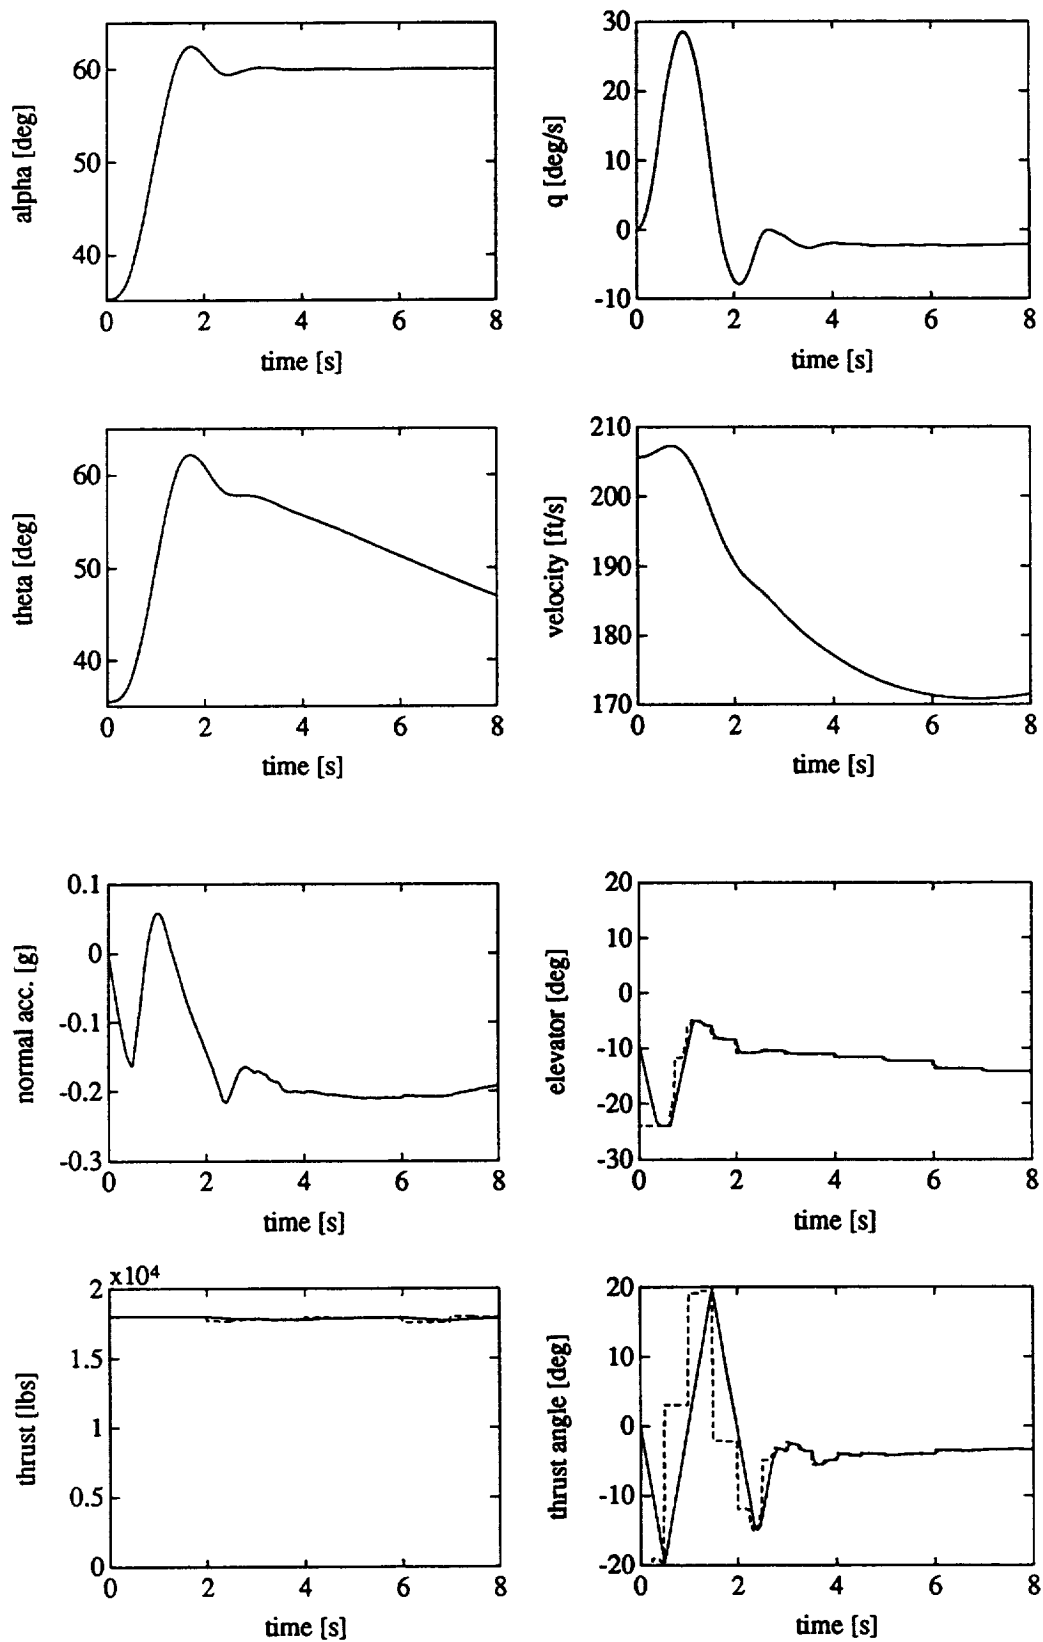 alpha [deg]
60
50
40
0 2 4 6 8
time [s]
q [deg/s]
30
20
10
0
-10
0 2 4 6 8
time [s]
theta [deg]
60
50
40
0 2 4 6 8
time [s]
velocity [ft/s]
210
200
190
180
170
0 2 4 6 8
time [s]
normal acc. [g]
0.1
0
-0.1
-0.2
-0.3
0 2 4 6 8
time [s]
elevator [deg]
20
10
0
-10
-20
-30
0 2 4 6 8
time [s]
thrust [lbs]
x10⁴
2
1.5
1
0.5
0
0 2 4 6 8
time [s]
thrust angle [deg]
20
10
0
-10
-20
0 2 4 6 8
time [s]